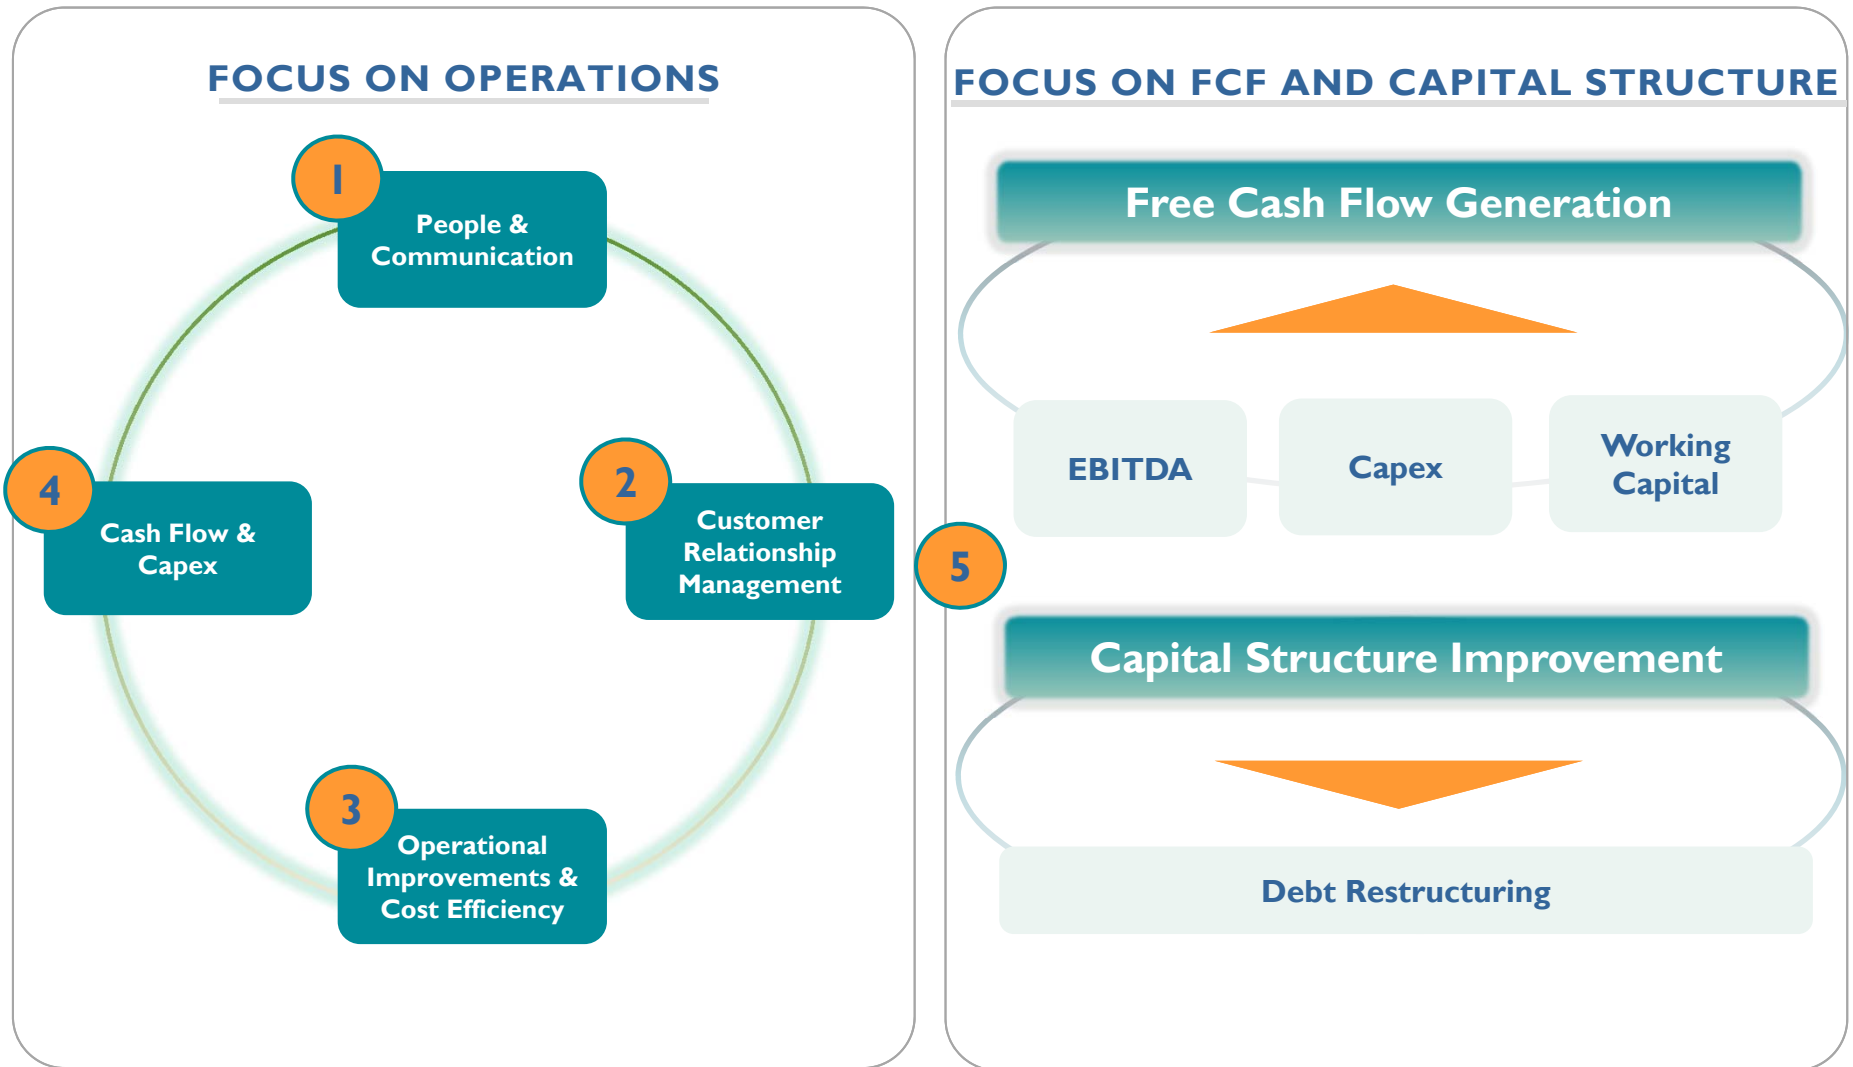 FOCUS ON OPERATIONS
1
People &
Communication
2
Customer
Relationship
Management
3
Operational
Improvements &
Cost Efficiency
4
Cash Flow &
Capex
5
FOCUS ON FCF AND CAPITAL STRUCTURE
Free Cash Flow Generation
EBITDA
Capex
Working
Capital
Capital Structure Improvement
Debt Restructuring